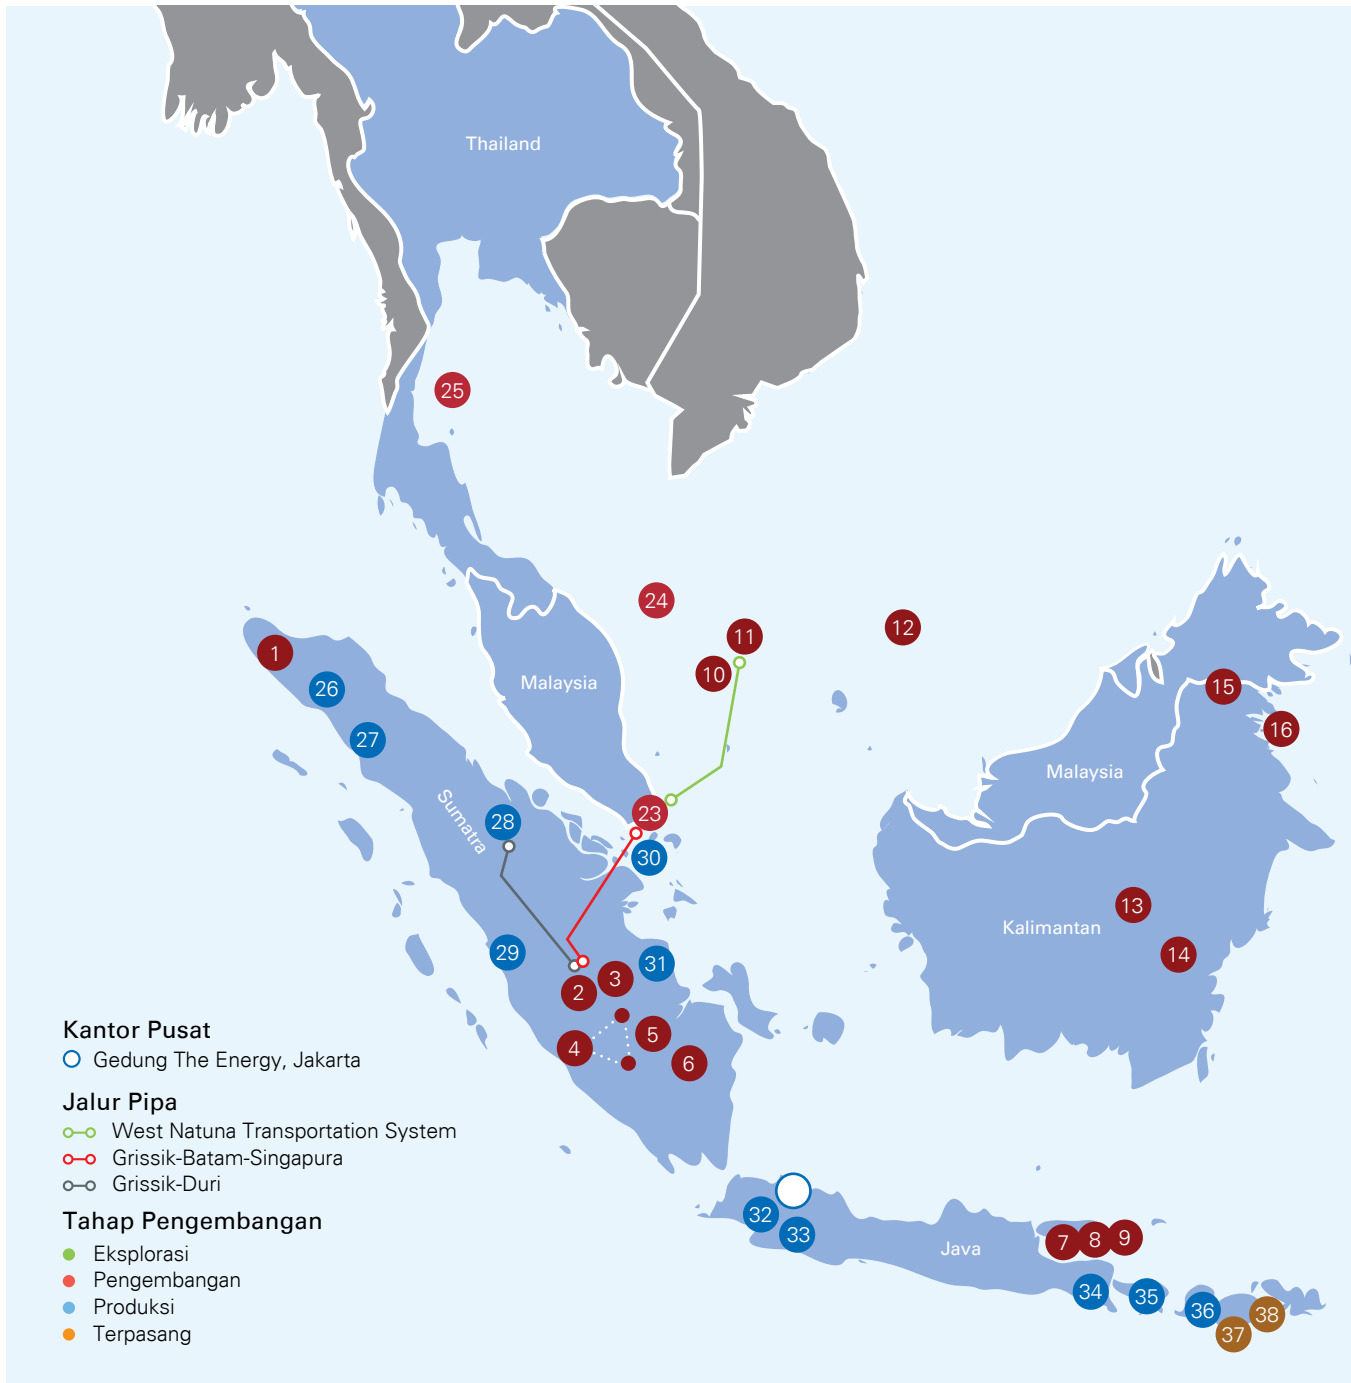 Thailand
25
24
11
12
1
10
Malaysia
15
26
16
27
Malaysia
Sumatra
23
28
30
13
Kalimantan
29
31
14
3
2
Kantor Pusat
5
4
Gedung The Energy, Jakarta
6
Jalur Pipa
West Natuna Transportation System
Grissik-Batam-Singapura
Grissik-Duri
Tahap Pengembangan
32
33
Java
7
8
9
Eksplorasi
Pengembangan
34
35
Produksi
36
38
Terpasang
37